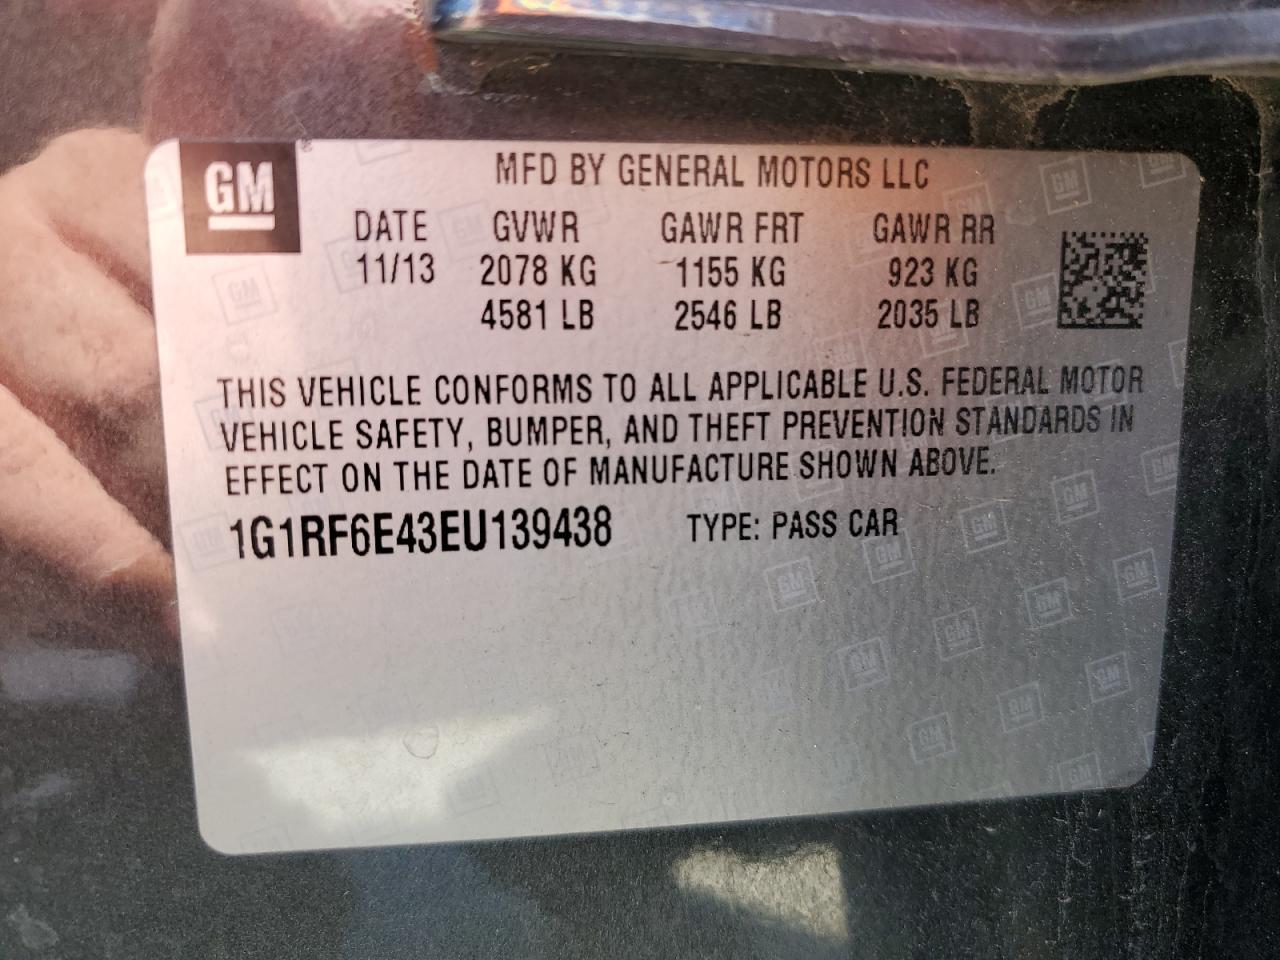 GM ® MFD BY GENERAL MOTORS LLC
DATE GVWR GAWR FRT GAWR RR
11/13 2078 KG 1155 KG 923 KG
4581 LB 2546 LB 2035 LB
THIS VEHICLE CONFORMS TO ALL APPLICABLE U.S. FEDERAL MOTOR
VEHICLE SAFETY, BUMPER, AND THEFT PREVENTION STANDARDS IN
EFFECT ON THE DATE OF MANUFACTURE SHOWN ABOVE.
1G1RF6E43EU139438 TYPE: PASS CAR